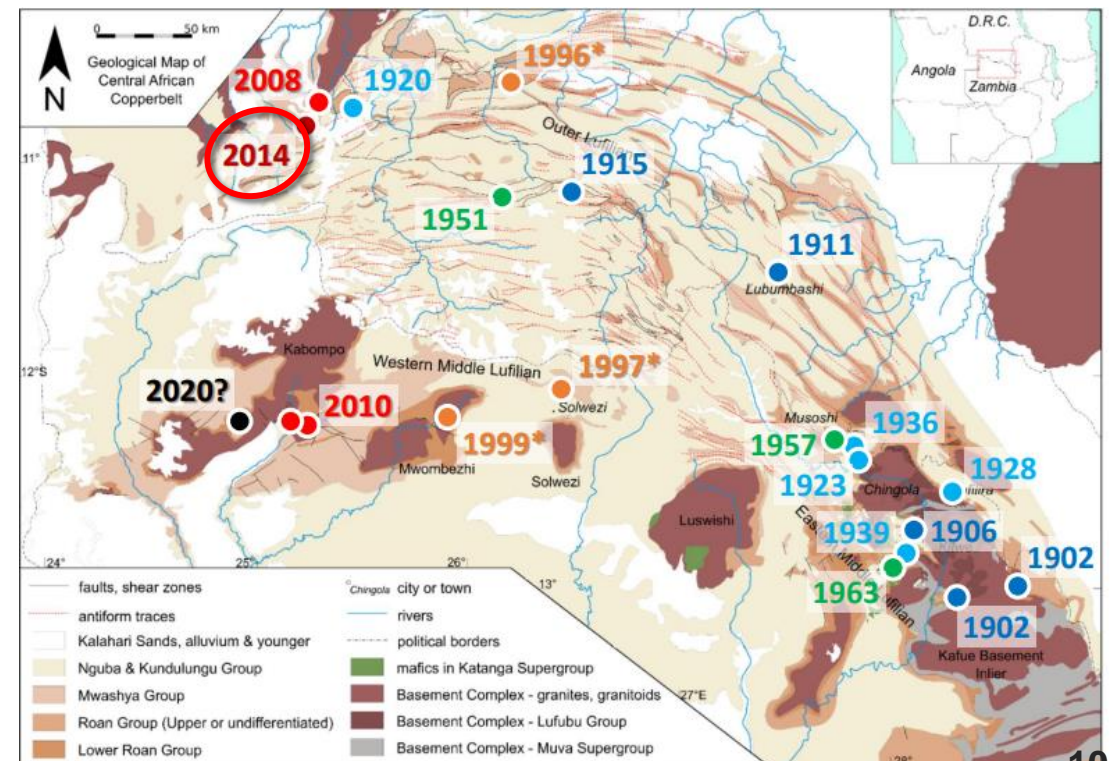 0 50 km
Geological Map of
Central African
Copperbelt
N
D.R.C.
Angola
Zambia
2008
1920
1996*
2014
Outer Lufilian
11°
1915
1951
1911
Lubumbashi
Kabompo
12°S
Western Middle Lufilian
1997*
Solwezi
2020?
2010
1999*
Mwombezhi
Solwezi
Musoshi
1936
1957
1923
Chingola
1928
Luswishi
1939
1906
1902
1963
1902
Kafue Basement
Inlier
24°
25°
26°
13°
27°E
28°
faults, shear zones
antiform traces
Kalahari Sands, alluvium & younger
Nguba & Kundulungu Group
Mwashya Group
Roan Group (Upper or undifferentiated)
Lower Roan Group
Chingola city or town
rivers
political borders
mafics in Katanga Supergroup
Basement Complex - granites, granitoids
Basement Complex - Lufubu Group
Basement Complex - Muva Supergroup